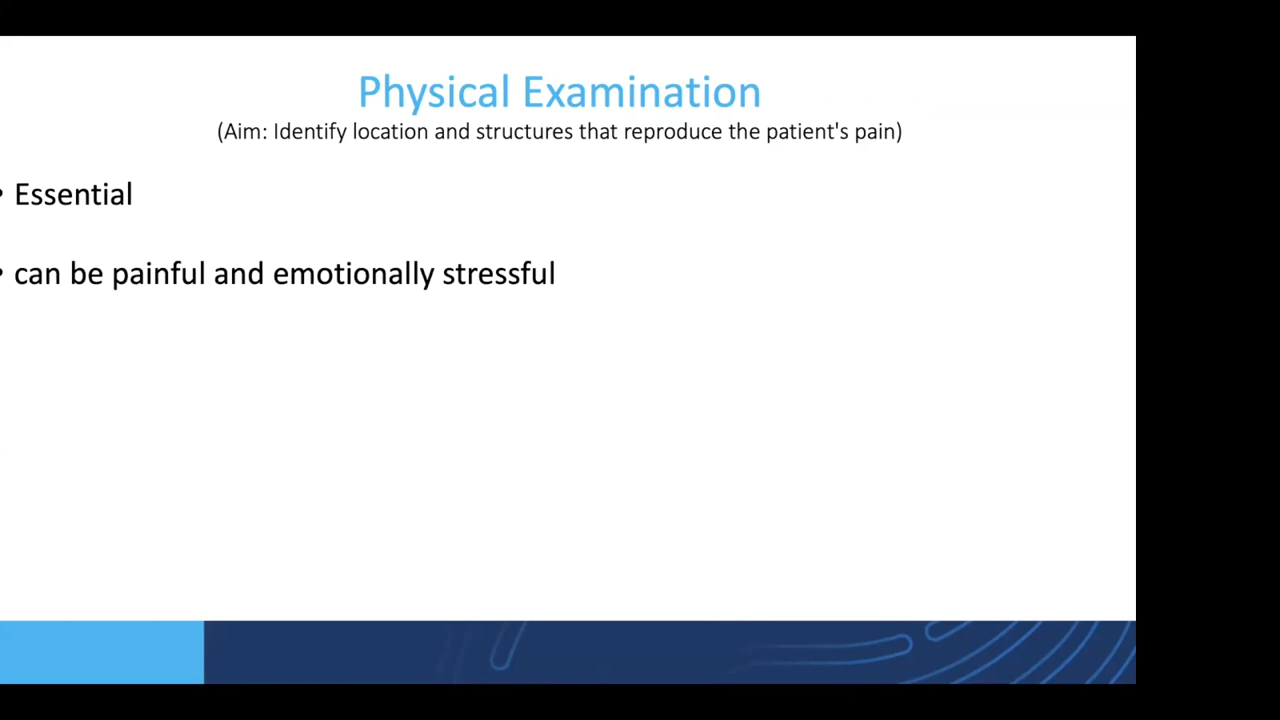 Physical Examination
(Aim: Identify location and structures that reproduce the patient's pain)
• Essential
• can be painful and emotionally stressful